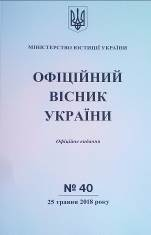 МІНІСТЕРСТВО ЮСТИЦІЇ УКРАЇНИ
ОФІЦІЙНИЙ
ВІСНИК
УКРАЇНИ
Офіційне видання
№ 40
25 травня 2018 року